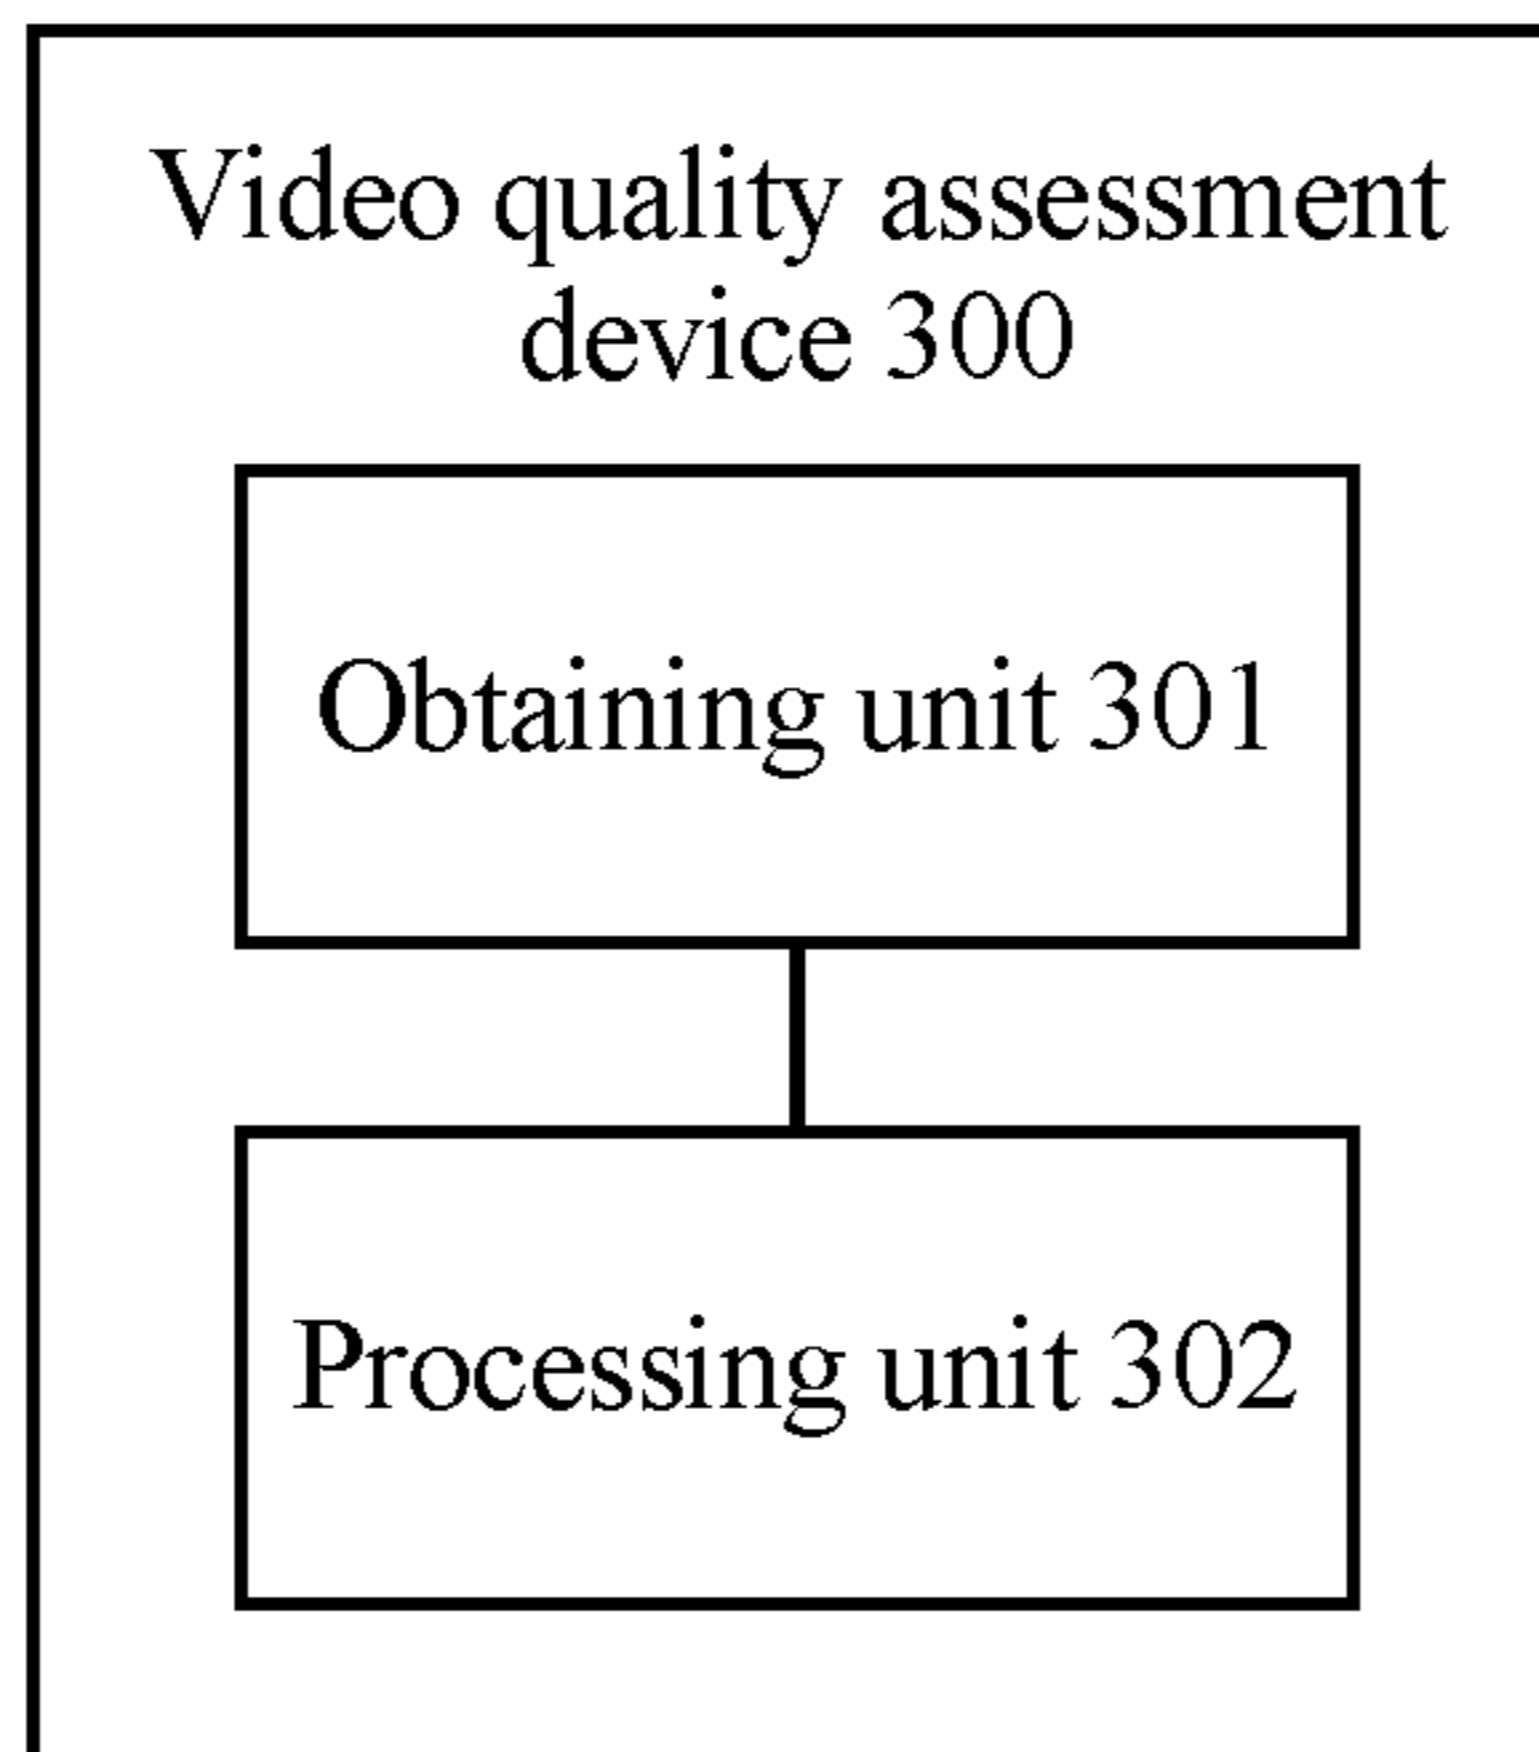 Video quality assessment
device 300
Obtaining unit 301
Processing unit 302